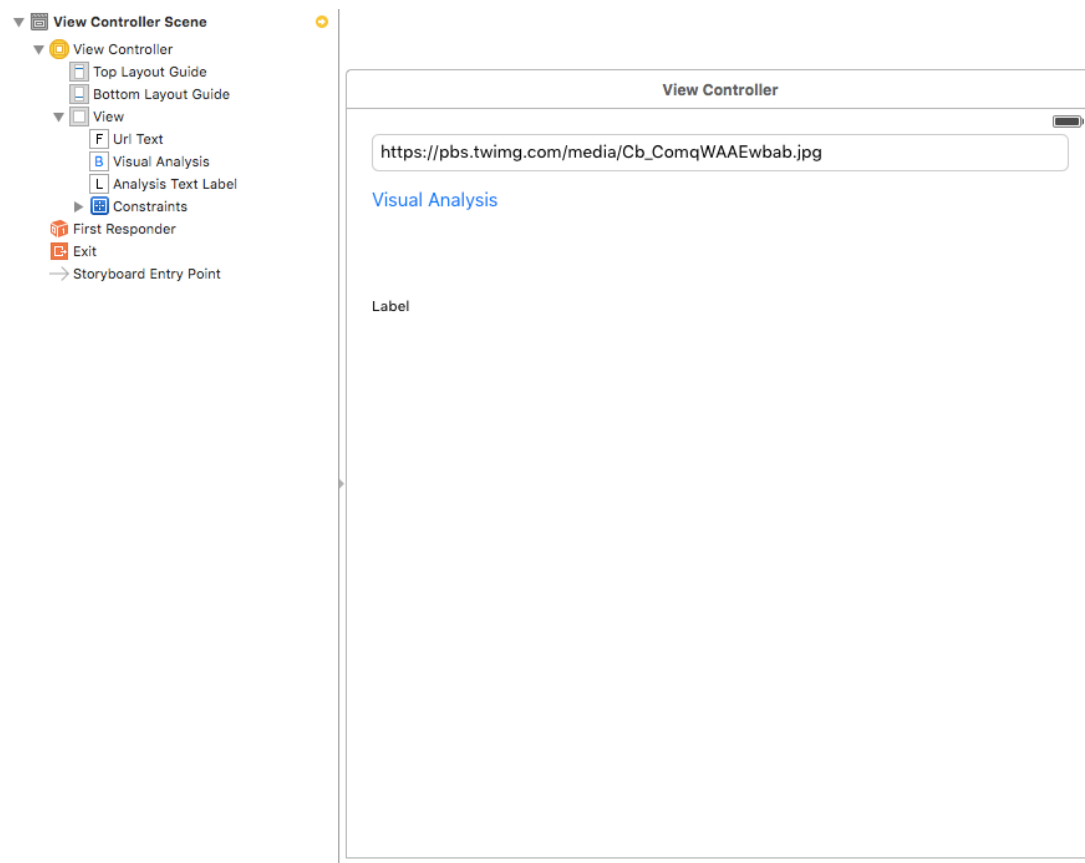 View Controller Scene
View Controller
Top Layout Guide
Bottom Layout Guide
View
F Url Text
B Visual Analysis
L Analysis Text Label
Constraints
First Responder
Exit
Storyboard Entry Point
View Controller
https://pbs.twimg.com/media/Cb_ComqWAAEwbab.jpg
Visual Analysis
Label